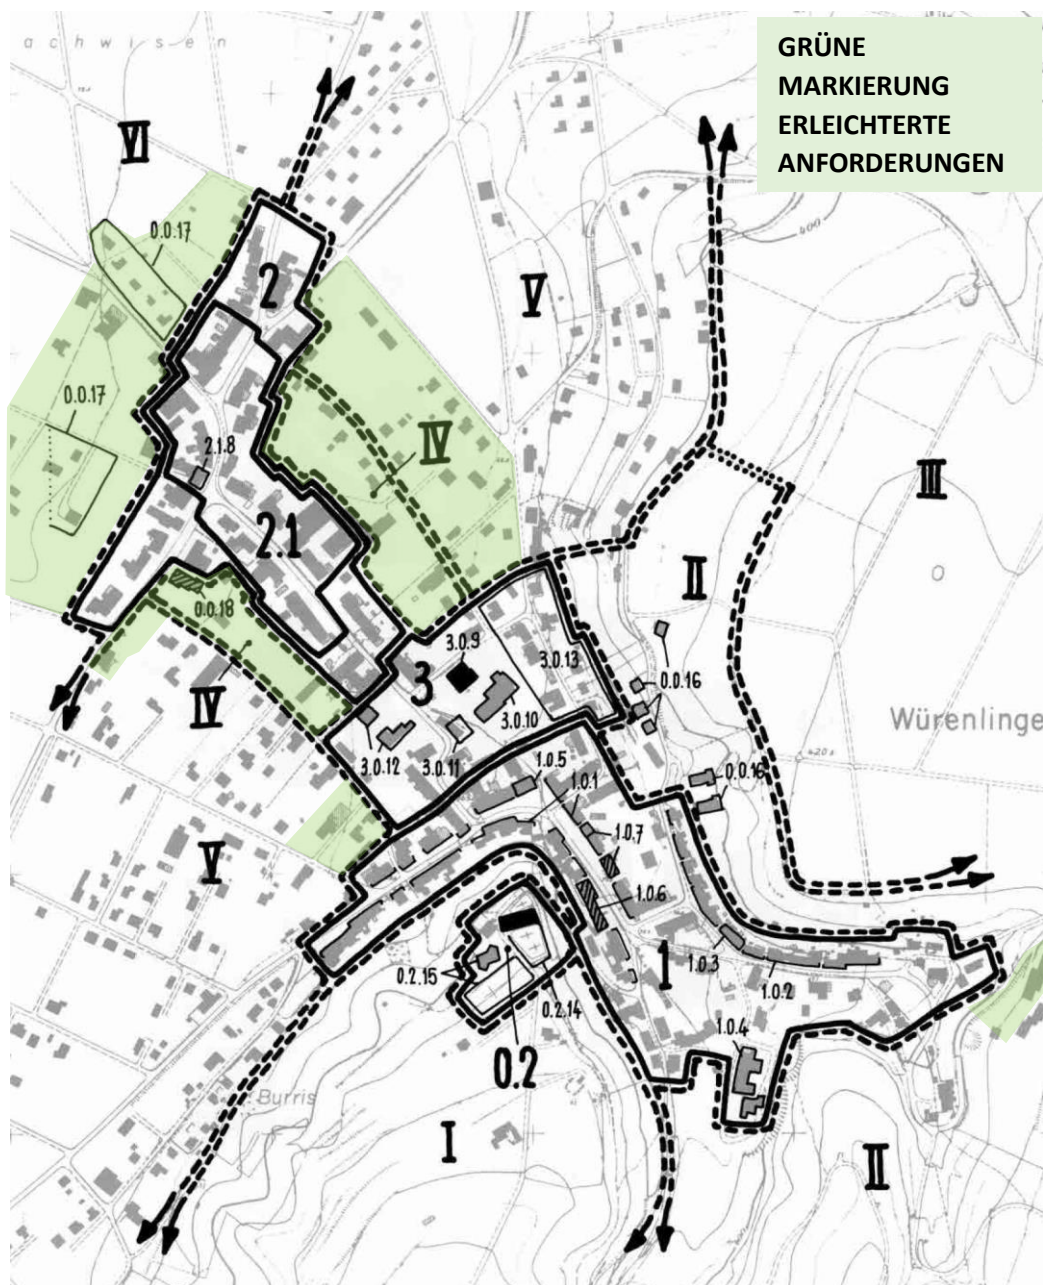 achwisen
GRÜNE
MARKIERUNG
ERLEICHTERTE
ANFORDERUNGEN
VI
0.0.17
400
2
V
0.0.17
IV
2.1.8
III
2.1
II
0.0.18
3.0.9
3
3.0.13
0.0.16
IV
3.0.10
Würenlinge
3.0.12
3.0.11
1.0.5
1.0.1
0.0.16
420
1.0.7
V
1.0.6
1
1.0.3
0.2.15
1.0.2
0.2.14
1.0.4
0.2
Burris
I
II